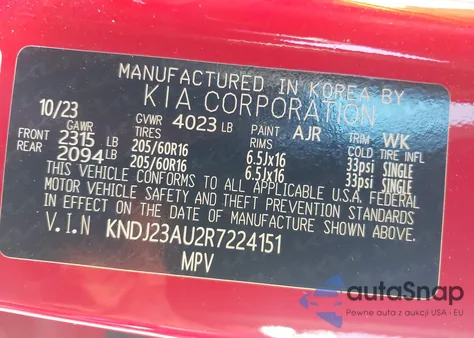 MANUFACTURED IN KOREA BY
KIA CORPORATION
10/23 GVWR 4023 LB PAINT AJR TRIM WK
GAWR TIRES RIMS COLD TIRE INFL
FRONT 2315 LB 205/60R16 6.5Jx16 33psi SINGLE
REAR 2094 LB 205/60R16 6.5Jx16 33psi SINGLE
THIS VEHICLE CONFORMS TO ALL APPLICABLE U.S.A. FEDERAL
MOTOR VEHICLE SAFETY AND THEFT PREVENTION STANDARDS
IN EFFECT ON THE DATE OF MANUFACTURE SHOWN ABOVE.
V.I.N KNDJ23AU2R7224151
MPV
autoSnap
Pewne auta z aukcji USA i EU